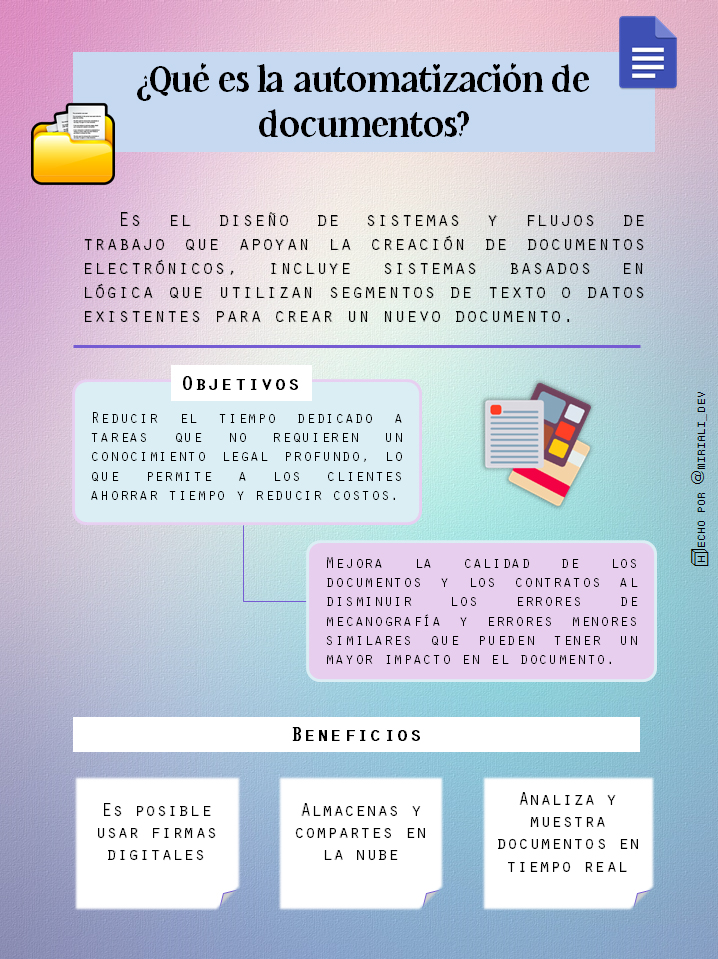 ¿Qué es la automatización de
documentos?
Es el diseño de sistemas y flujos de
trabajo que apoyan la creación de documentos
electrónicos, incluye sistemas basados en
lógica que utilizan segmentos de texto o datos
existentes para crear un nuevo documento.
Objetivos
Reducir el tiempo dedicado a
tareas que no requieren un
conocimiento legal profundo, lo
que permite a los clientes
ahorrar tiempo y reducir costos.
Mejora la calidad de los
documentos y los contratos al
disminuir los errores de
mecanografía y errores menores
similares que pueden tener un
mayor impacto en el documento.
Hecho por @miriali_dev
Beneficios
Es posible
usar firmas
digitales
Almacenas y
compartes en
la nube
Analiza y
muestra
documentos en
tiempo real